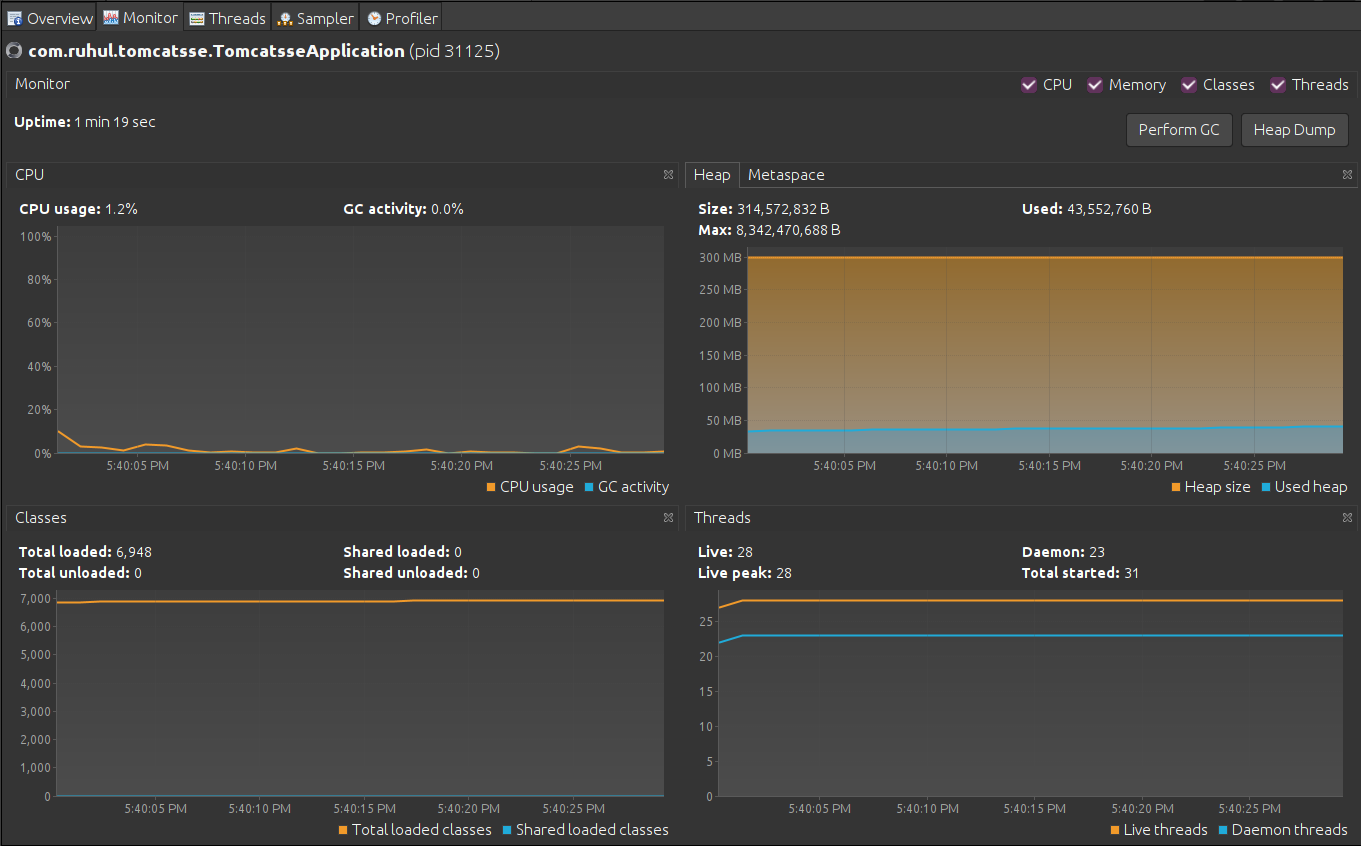 Overview Monitor Threads Sampler Profiler
com.ruhul.tomcatsse.TomcatsseApplication (pid 31125)
Monitor
CPU Memory Classes Threads
Uptime: 1 min 19 sec
Perform GC Heap Dump
CPU
CPU usage: 1.2% GC activity: 0.0%
100%
80%
60%
40%
20%
0%
5:40:05 PM 5:40:10 PM 5:40:15 PM 5:40:20 PM 5:40:25 PM
CPU usage GC activity
Heap Metaspace
Size: 314,572,832 B Used: 43,552,760 B
Max: 8,342,470,688 B
300 MB
250 MB
200 MB
150 MB
100 MB
50 MB
0 MB
5:40:05 PM 5:40:10 PM 5:40:15 PM 5:40:20 PM 5:40:25 PM
Heap size Used heap
Classes
Total loaded: 6,948 Shared loaded: 0
Total unloaded: 0 Shared unloaded: 0
7,000
6,000
5,000
4,000
3,000
2,000
1,000
0
5:40:05 PM 5:40:10 PM 5:40:15 PM 5:40:20 PM 5:40:25 PM
Total loaded classes Shared loaded classes
Threads
Live: 28 Daemon: 23
Live peak: 28 Total started: 31
25
20
15
10
5
0
5:40:05 PM 5:40:10 PM 5:40:15 PM 5:40:20 PM 5:40:25 PM
Live threads Daemon threads